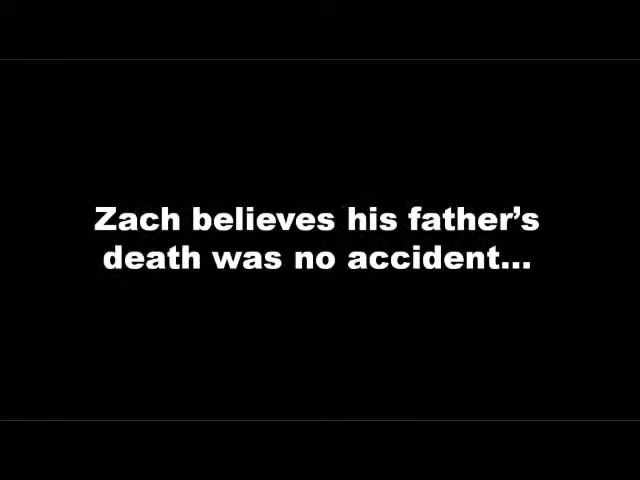 Zach believes his father’s
death was no accident...